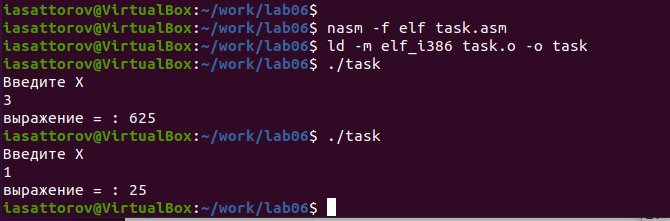 iasattorov@VirtualBox:~/work/lab06$
iasattorov@VirtualBox:~/work/lab06$ nasm -f elf task.asm
iasattorov@VirtualBox:~/work/lab06$ ld -m elf_i386 task.o -o task
iasattorov@VirtualBox:~/work/lab06$ ./task
Введите X
3
выражение = : 625
iasattorov@VirtualBox:~/work/lab06$ ./task
Введите X
1
выражение = : 25
iasattorov@VirtualBox:~/work/lab06$